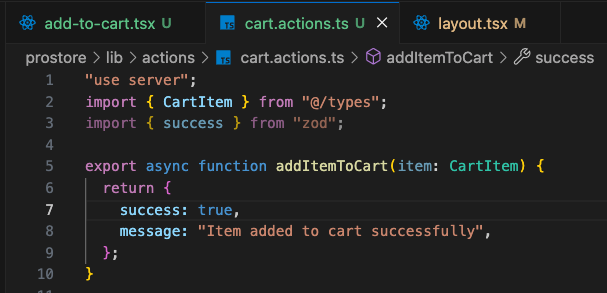 add-to-cart.tsx U cart.actions.ts U × layout.tsx M
prostore > lib > actions > TS cart.actions.ts > addItemToCart > success
1 "use server";
2 import { CartItem } from "@/types";
3 import { success } from "zod";
4
5 export async function addItemToCart(item: CartItem) {
6 return {
7 success: true,
8 message: "Item added to cart successfully",
9 };
10 }